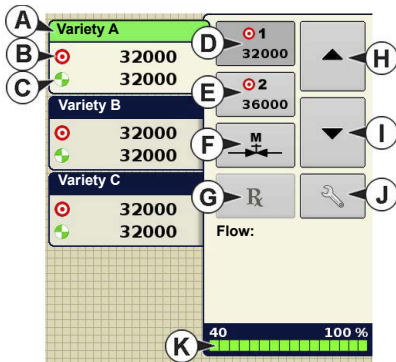 A
Variety A
B
32000
C
32000
Variety B
32000
32000
Variety C
32000
32000
D
1
32000
E
2
36000
F
M
G
Rx
H
I
J
Flow:
K
40
100 %